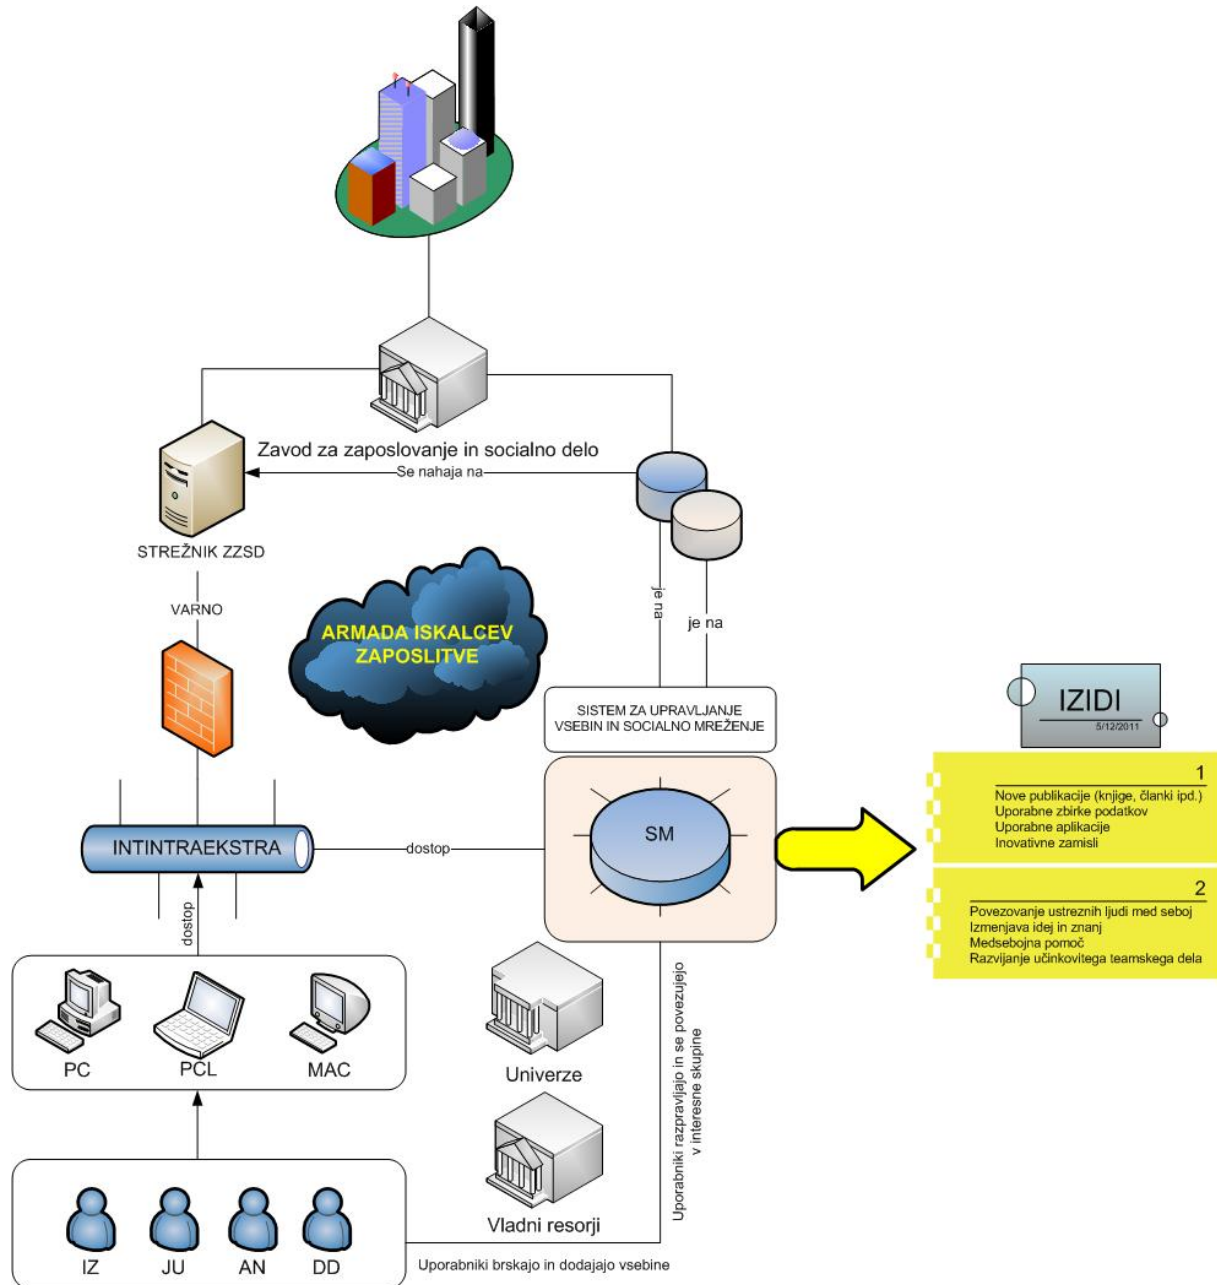 Zavod za zaposlovanje in socialno delo
Se nahaja na
STREŽNIK ZZSD
VARNO
ARMADA ISKALCEV
ZAPOSLITVE
je na
je na
SISTEM ZA UPRAVLJANJE
VSEBIN IN SOCIALNO MREŽENJE
IZIDI
5/12/2011
1
Nove publikacije (knjige, članki ipd.)
Uporabne zbirke podatkov
Uporabne aplikacije
Inovativne zamisli
2
Povezovanje ustreznih ljudi med seboj
Izmenjava idej in znanj
Medsebojna pomoč
Razvijanje učinkovitega teamskega dela
INTINTRAEKSTRA
dostop
SM
dostop
PC
PCL
MAC
Univerze
Vladni resorji
Uporabniki razpravljajo in se povezujejo
v interesne skupine
IZ
JU
AN
DD
Uporabniki brskajo in dodajajo vsebine